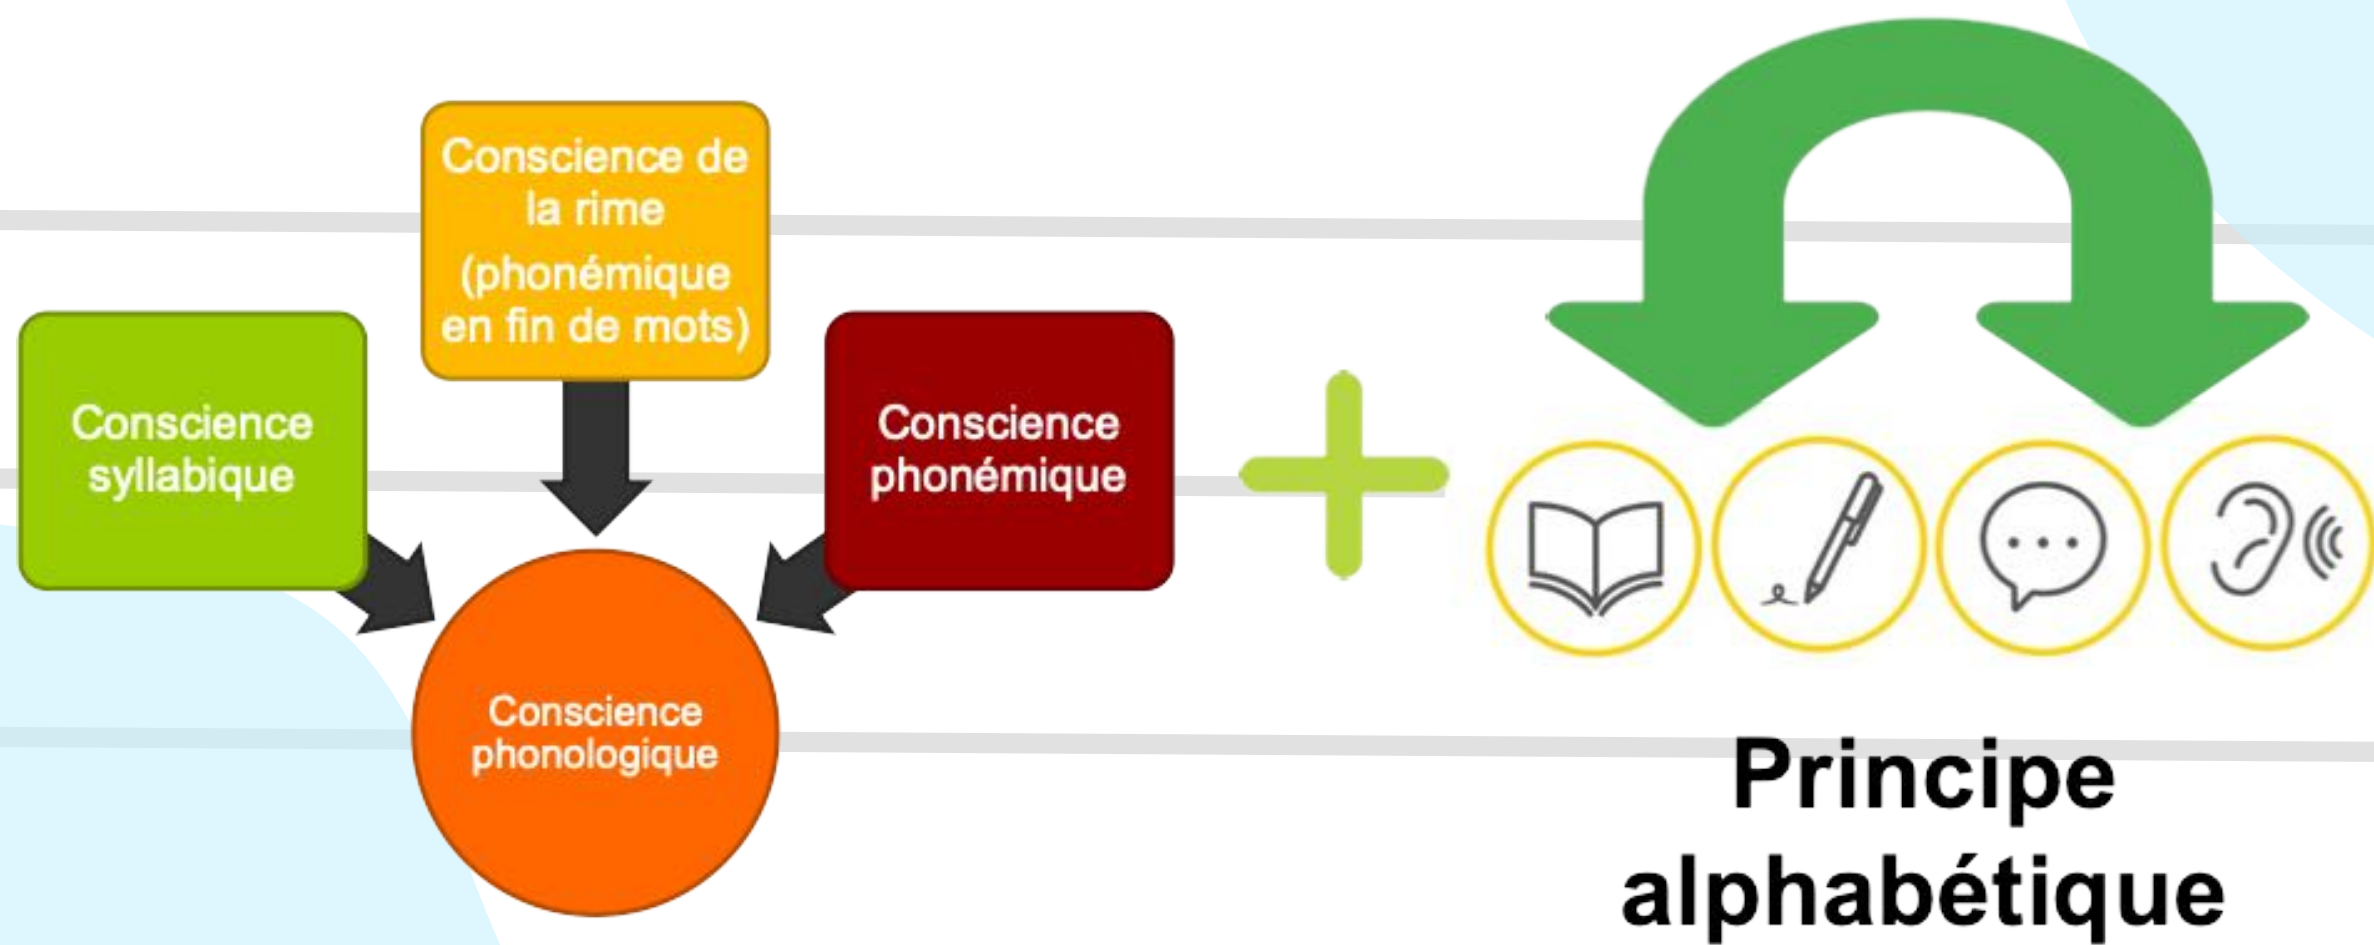 Conscience de
la rime
(phonémique
en fin de mots)
Conscience
syllabique
Conscience
phonémique
Conscience
phonologique
Principe
alphabétique